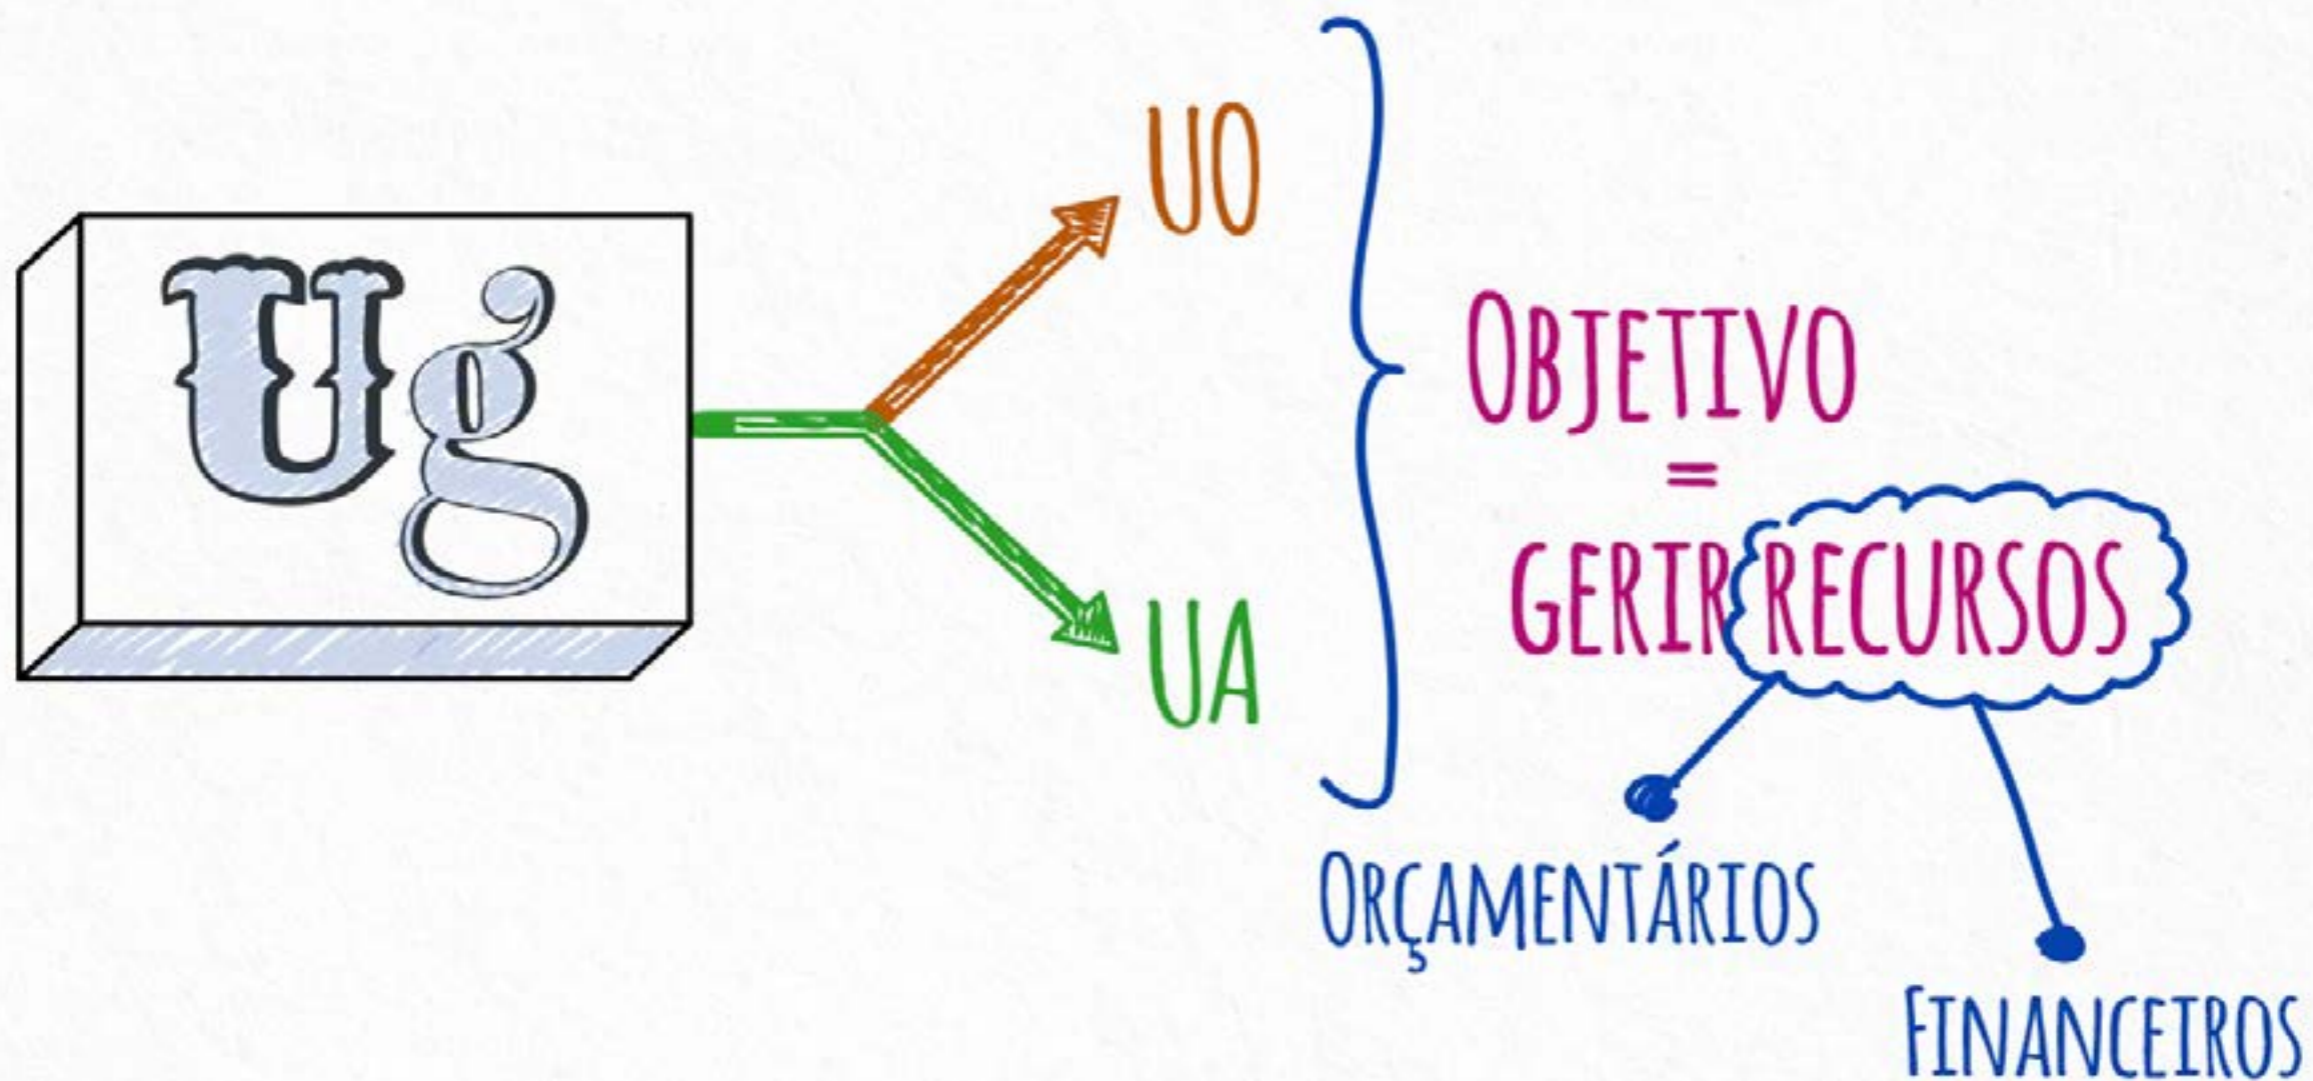 Ug
UO
UA
OBJETIVO
=
GERIR RECURSOS
ORÇAMENTÁRIOS
FINANCEIROS